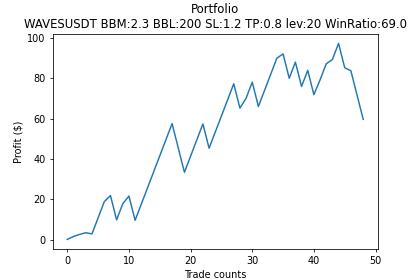 Portfolio
WAVESUSDT BBM:2.3 BBL:200 SL:1.2 TP:0.8 lev:20 WinRatio:69.0
100
80
60
40
20
0
Profit ($)
0 10 20 30 40 50
Trade counts